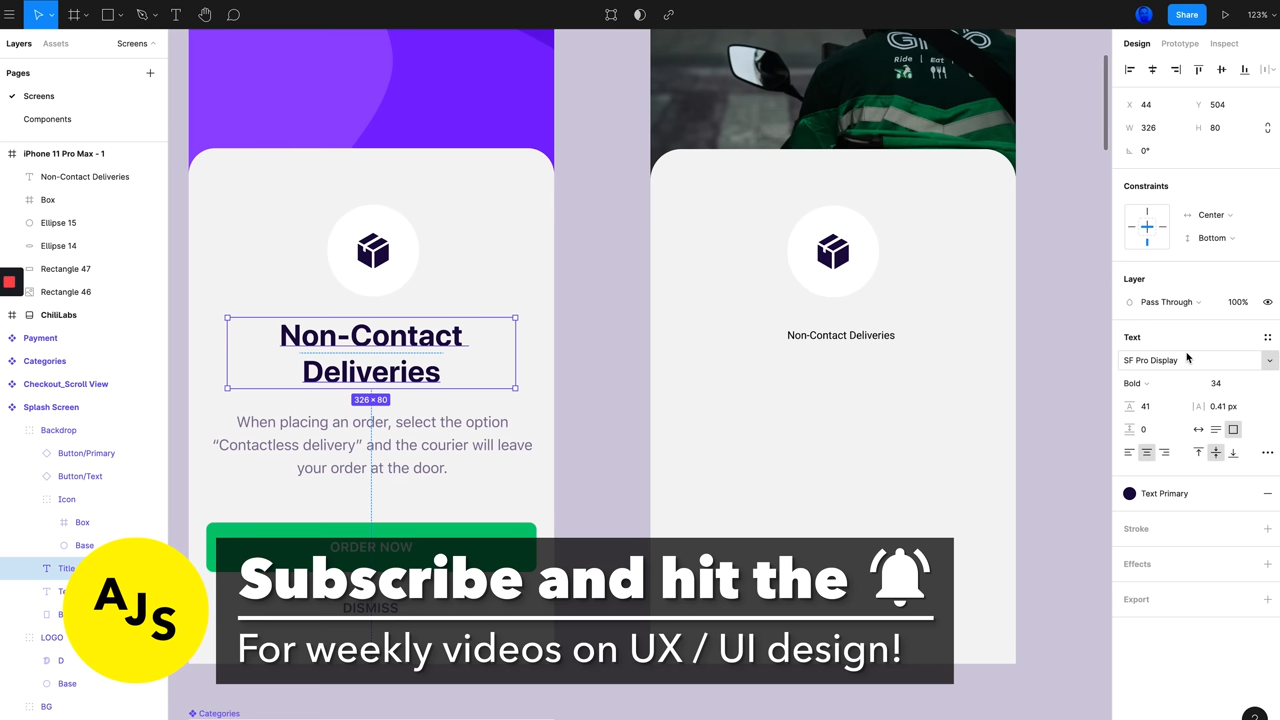 Share
123%
Layers
Assets
Screens
Pages
Screens
Components
iPhone 11 Pro Max - 1
Non-Contact Deliveries
Box
Ellipse 15
Ellipse 14
Rectangle 47
Rectangle 46
ChiliLabs
Payment
Categories
Checkout_Scroll View
Splash Screen
Backdrop
Button/Primary
Button/Text
Icon
Box
Base
Title
LOGO
D
Base
BG
Non-Contact
Deliveries
326 × 80
When placing an order, select the option
“Contactless delivery” and the courier will leave
your order at the door.
ORDER NOW
DISMISS
Categories
Ride | Eat
Non-Contact Deliveries
AJS
Subscribe and hit the
For weekly videos on UX / UI design!
Design
Prototype
Inspect
X 44
Y 504
W 326
H 80
0°
Constraints
Center
Bottom
Layer
Pass Through
100%
Text
SF Pro Display
Bold
34
41
|A| 0.41 px
0
Text Primary
Stroke
Effects
Export
?